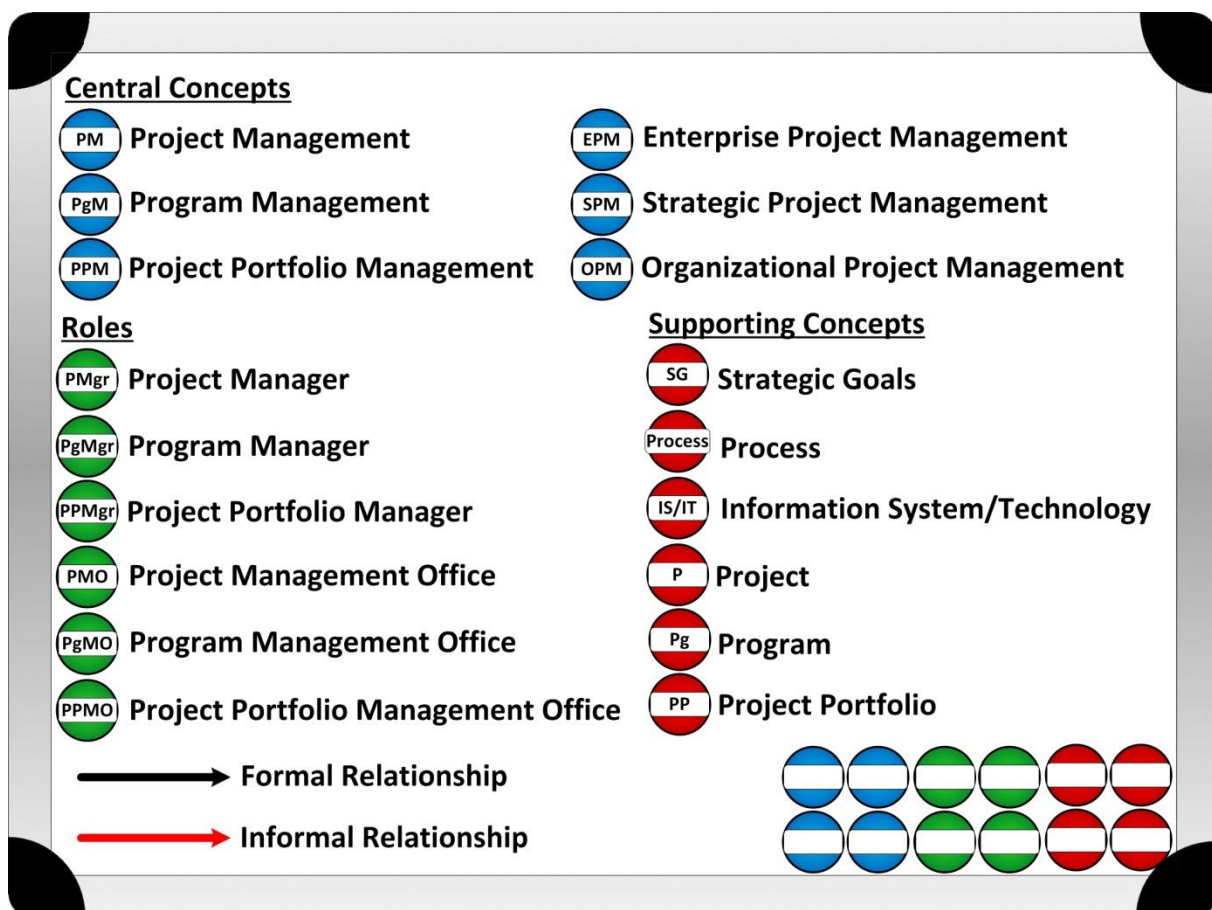 Central Concepts
PM Project Management
PgM Program Management
PPM Project Portfolio Management
EPM Enterprise Project Management
SPM Strategic Project Management
OPM Organizational Project Management
Roles
PMgr Project Manager
PgMgr Program Manager
PPMgr Project Portfolio Manager
PMO Project Management Office
PgMO Program Management Office
PPMO Project Portfolio Management Office
Supporting Concepts
SG Strategic Goals
Process Process
IS/IT Information System/Technology
P Project
Pg Program
PP Project Portfolio
Formal Relationship
Informal Relationship